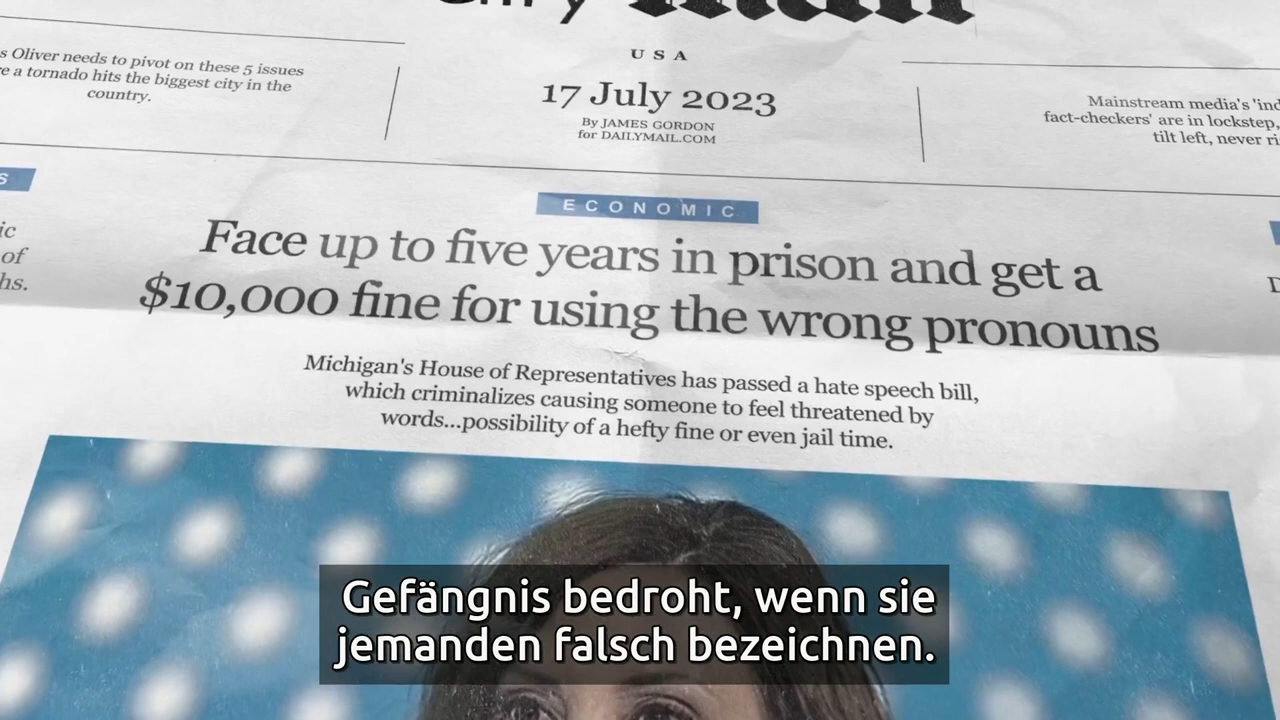 USA
s Oliver needs to pivot on these 5 issues
e a tornado hits the biggest city in the
country.
17 July 2023
By JAMES GORDON
for DAILYMAIL.COM
Mainstream media's 'ind
fact-checkers' are in lockstep,
tilt left, never ri
S
ECONOMIC
ic
of
hs.
Face up to five years in prison and get a
$10,000 fine for using the wrong pronouns
Michigan's House of Representatives has passed a hate speech bill,
which criminalizes causing someone to feel threatened by
words...possibility of a hefty fine or even jail time.
Gefängnis bedroht, wenn sie
jemanden falsch bezeichnen.